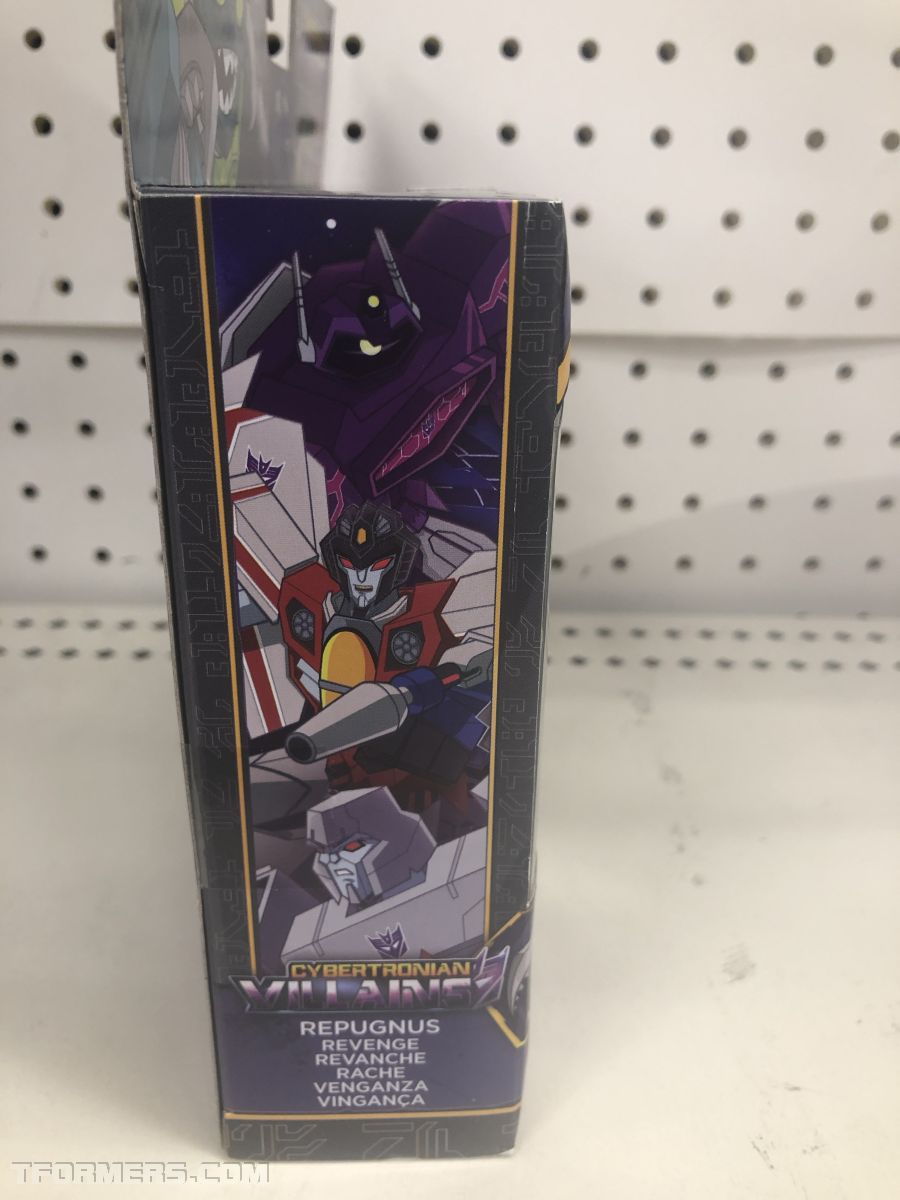 CYBERTRONIAN
VILLAINS
REPUGNUS
REVENGE
REVANCHE
RACHE
VENGANZA
VINGANÇA
TFORMERS.COM